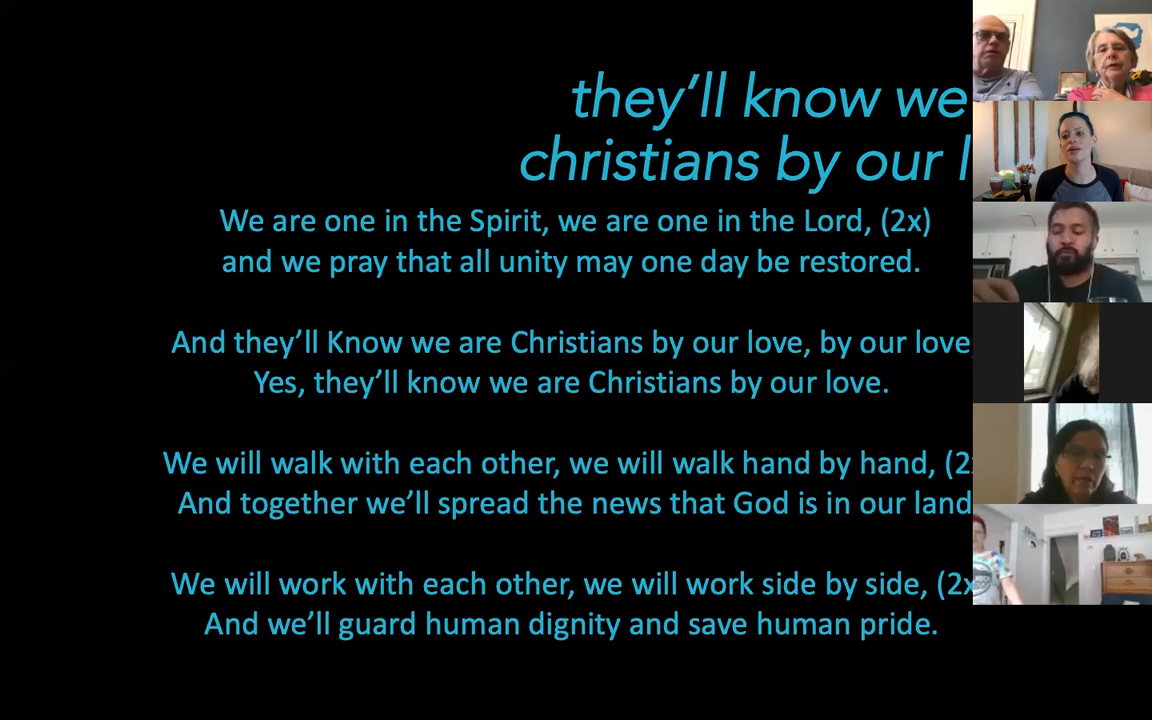 they’ll know we
christians by our l
We are one in the Spirit, we are one in the Lord, (2x)
and we pray that all unity may one day be restored.
And they’ll Know we are Christians by our love, by our love,
Yes, they’ll know we are Christians by our love.
We will walk with each other, we will walk hand by hand, (2x
And together we’ll spread the news that God is in our land
We will work with each other, we will work side by side, (2x
And we’ll guard human dignity and save human pride.